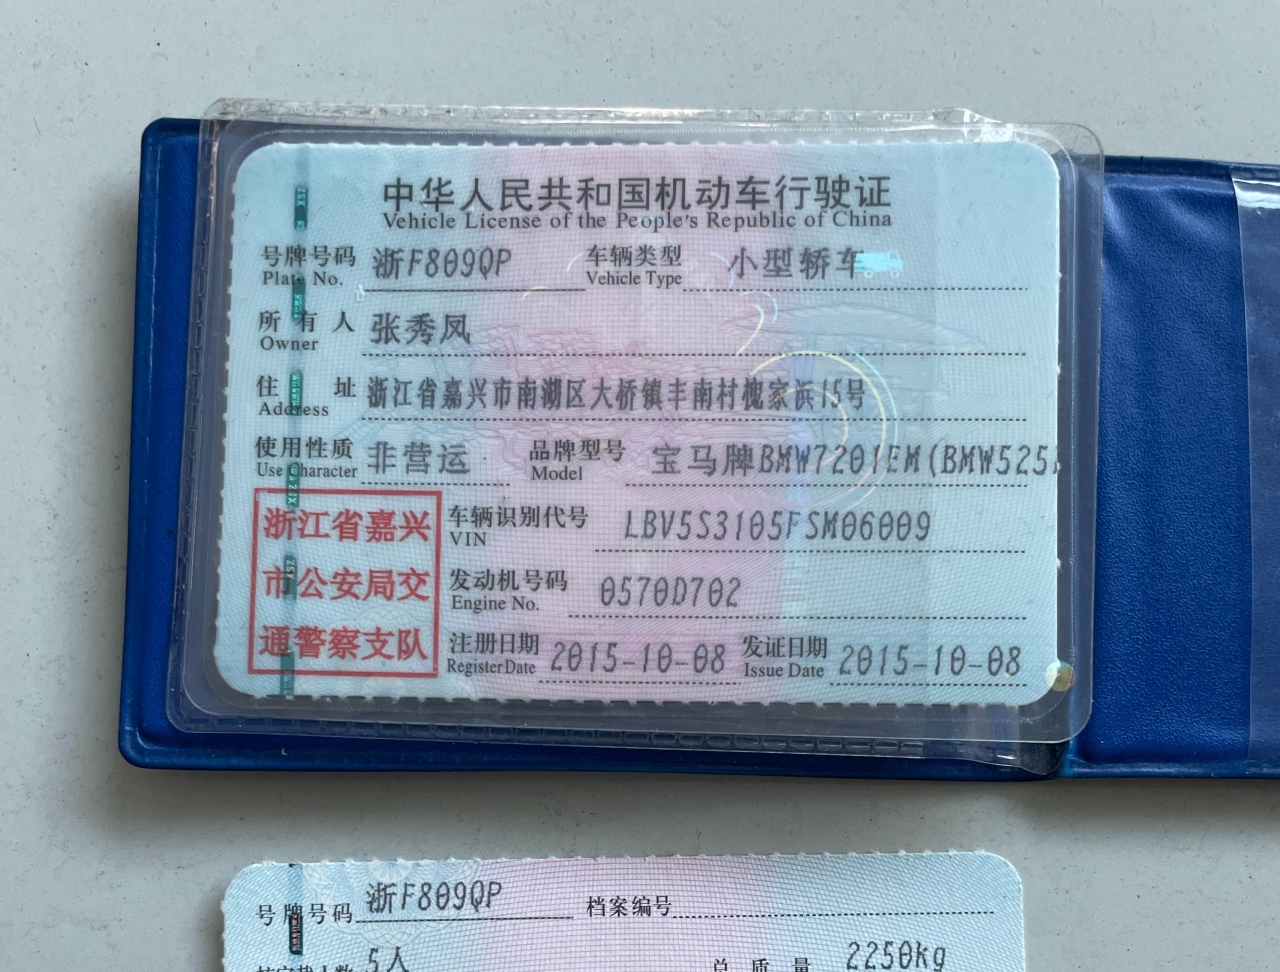 中华人民共和国机动车行驶证
Vehicle License of the People's Republic of China
号牌号码 浙F809QP 车辆类型 小型轿车
Plate No. Vehicle Type
所有人 张秀凤
Owner
住址 浙江省嘉兴市南湖区大桥镇丰南村槐家浜15号
Address
使用性质 非营运 品牌型号 宝马牌BMW7201EM(BMW525
Use Character Model
浙江省嘉兴
市公安局交
通警察支队
车辆识别代号 LBV5S3105FSM06009
VIN
发动机号码 0570D702
Engine No.
注册日期 2015-10-08 发证日期 2015-10-08
Register Date Issue Date
号牌号码 浙F809QP 档案编号
5人 总质量 2250kg